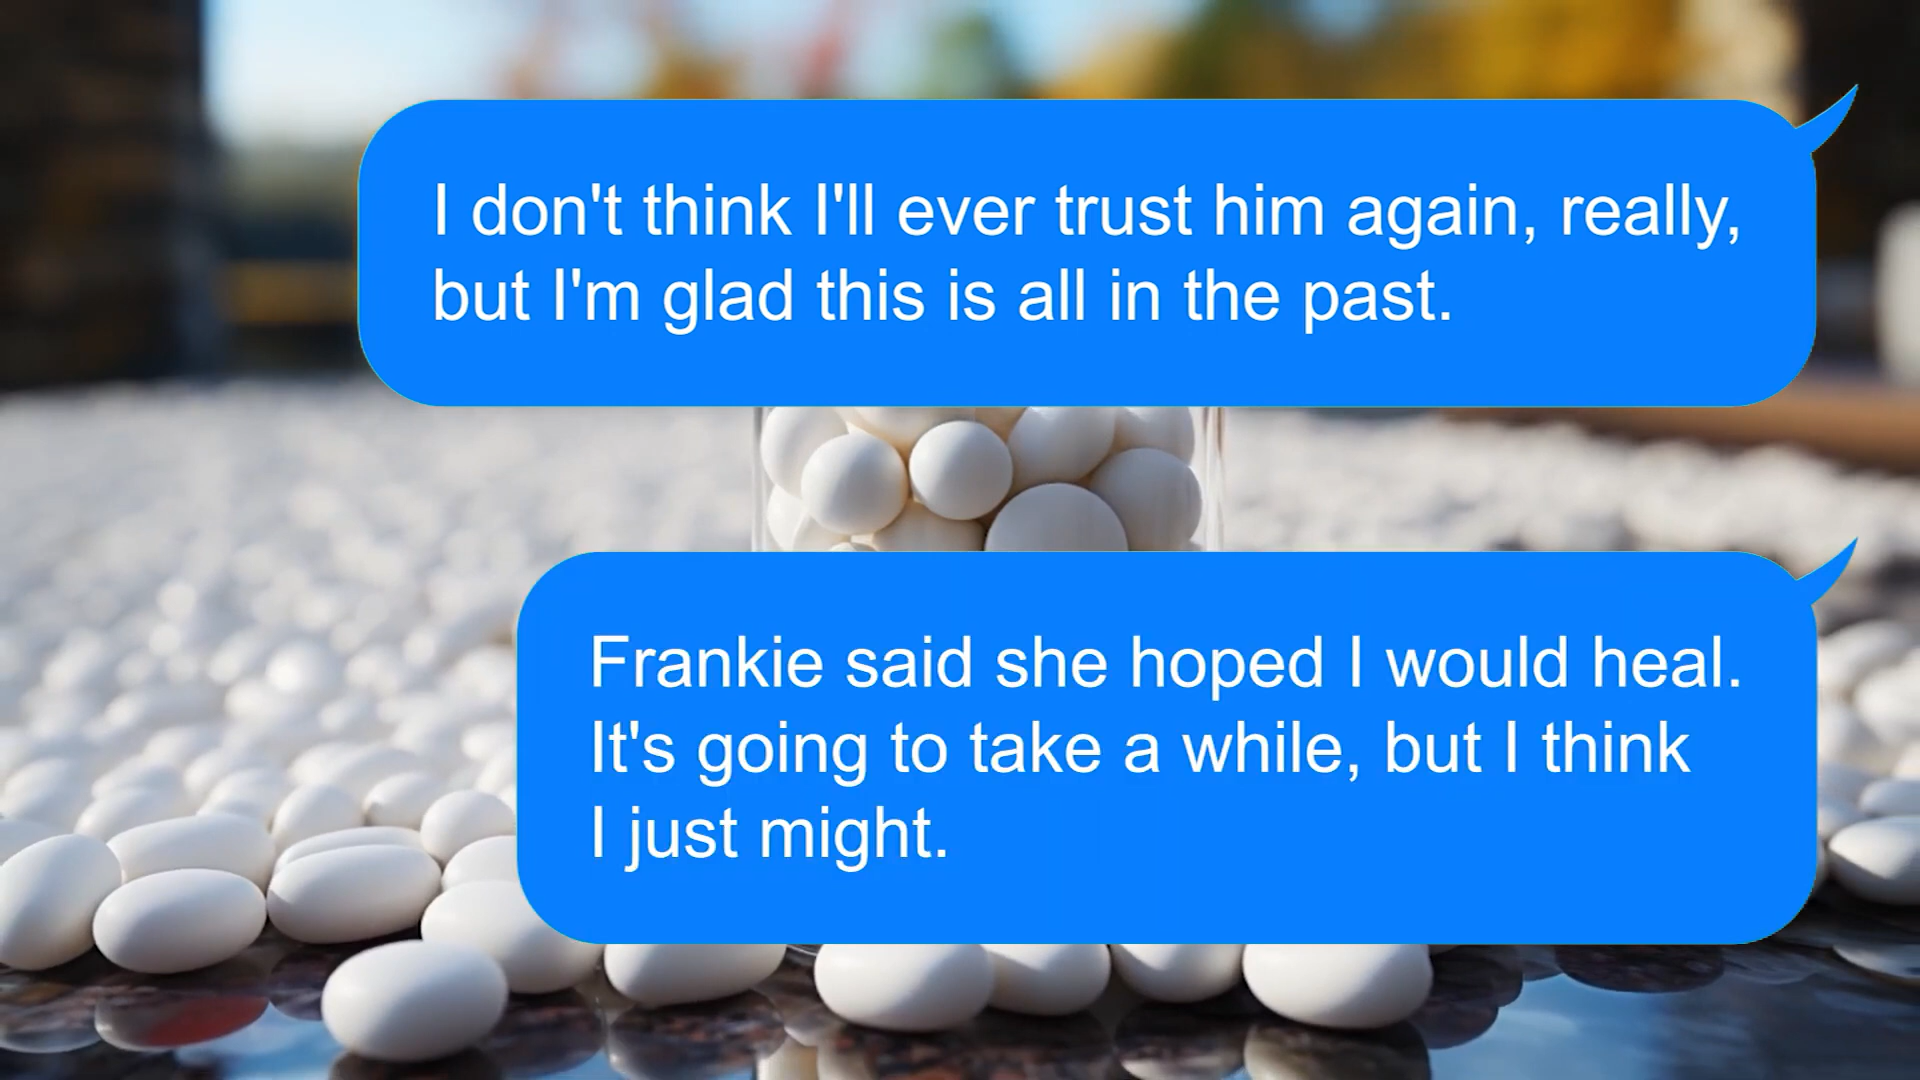 I don't think I'll ever trust him again, really,
but I'm glad this is all in the past.
Frankie said she hoped I would heal.
It's going to take a while, but I think
I just might.